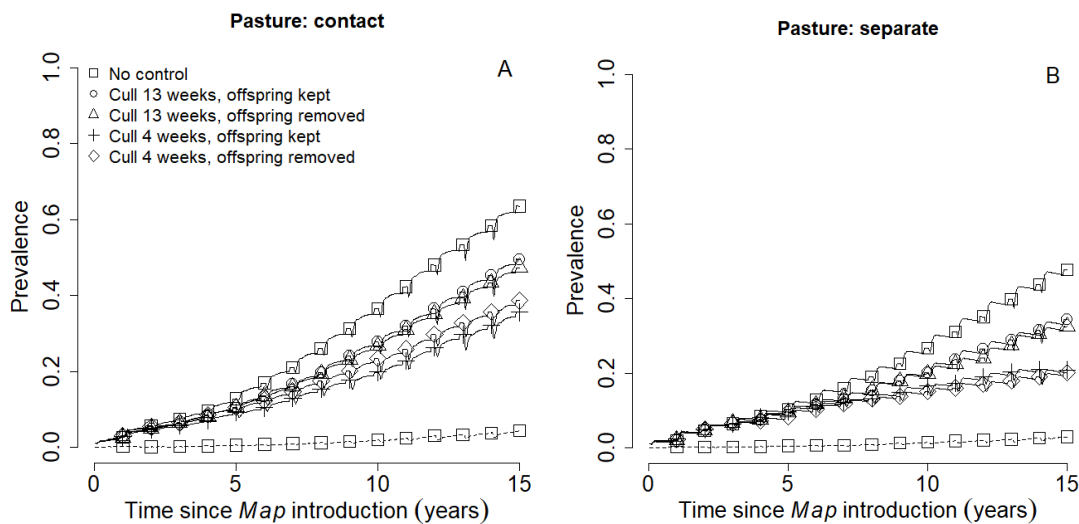 Pasture: contact
A
No control
Cull 13 weeks, offspring kept
Cull 13 weeks, offspring removed
Cull 4 weeks, offspring kept
Cull 4 weeks, offspring removed
Prevalence
1.0
0.8
0.6
0.4
0.2
0.0
0 5 10 15
Time since Map introduction (years)
Pasture: separate
B
Prevalence
1.0
0.8
0.6
0.4
0.2
0.0
0 5 10 15
Time since Map introduction (years)